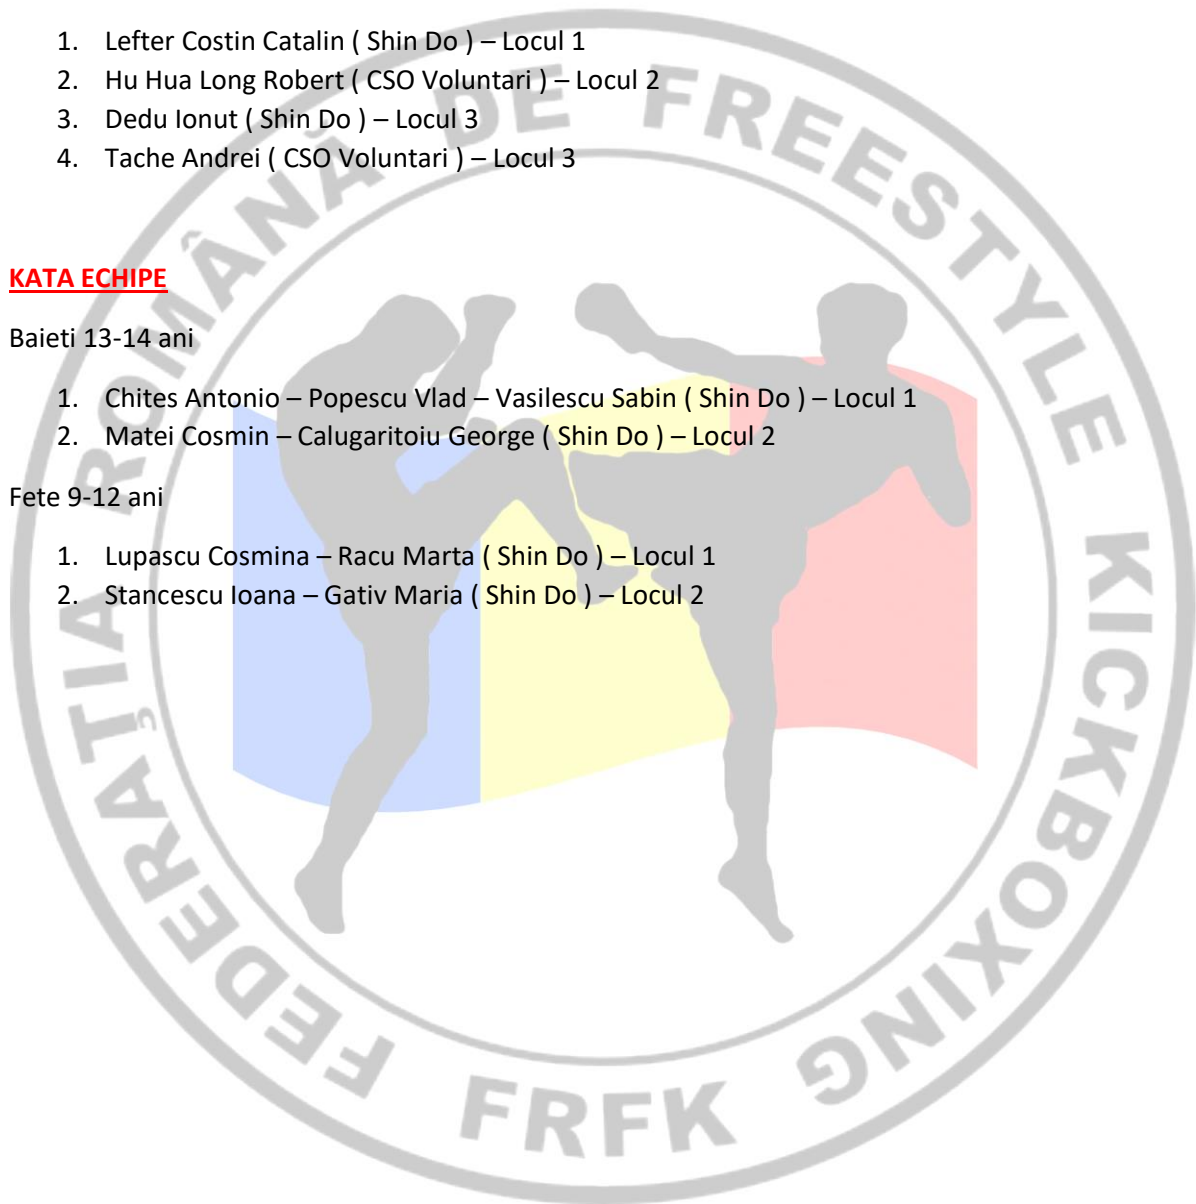 1. Lefter Costin Catalin ( Shin Do ) – Locul 1
2. Hu Hua Long Robert ( CSO Voluntari ) – Locul 2
3. Dedu Ionut ( Shin Do ) – Locul 3
4. Tache Andrei ( CSO Voluntari ) – Locul 3
KATA ECHIPE
Baieti 13-14 ani
1. Chites Antonio – Popescu Vlad – Vasilescu Sabin ( Shin Do ) – Locul 1
2. Matei Cosmin – Calugaritoiu George ( Shin Do ) – Locul 2
Fete 9-12 ani
1. Lupascu Cosmina – Racu Marta ( Shin Do ) – Locul 1
2. Stancescu Ioana – Gativ Maria ( Shin Do ) – Locul 2
FEDERAȚIA ROMÂNĂ DE FREESTYLE KICKBOXING
FRFK